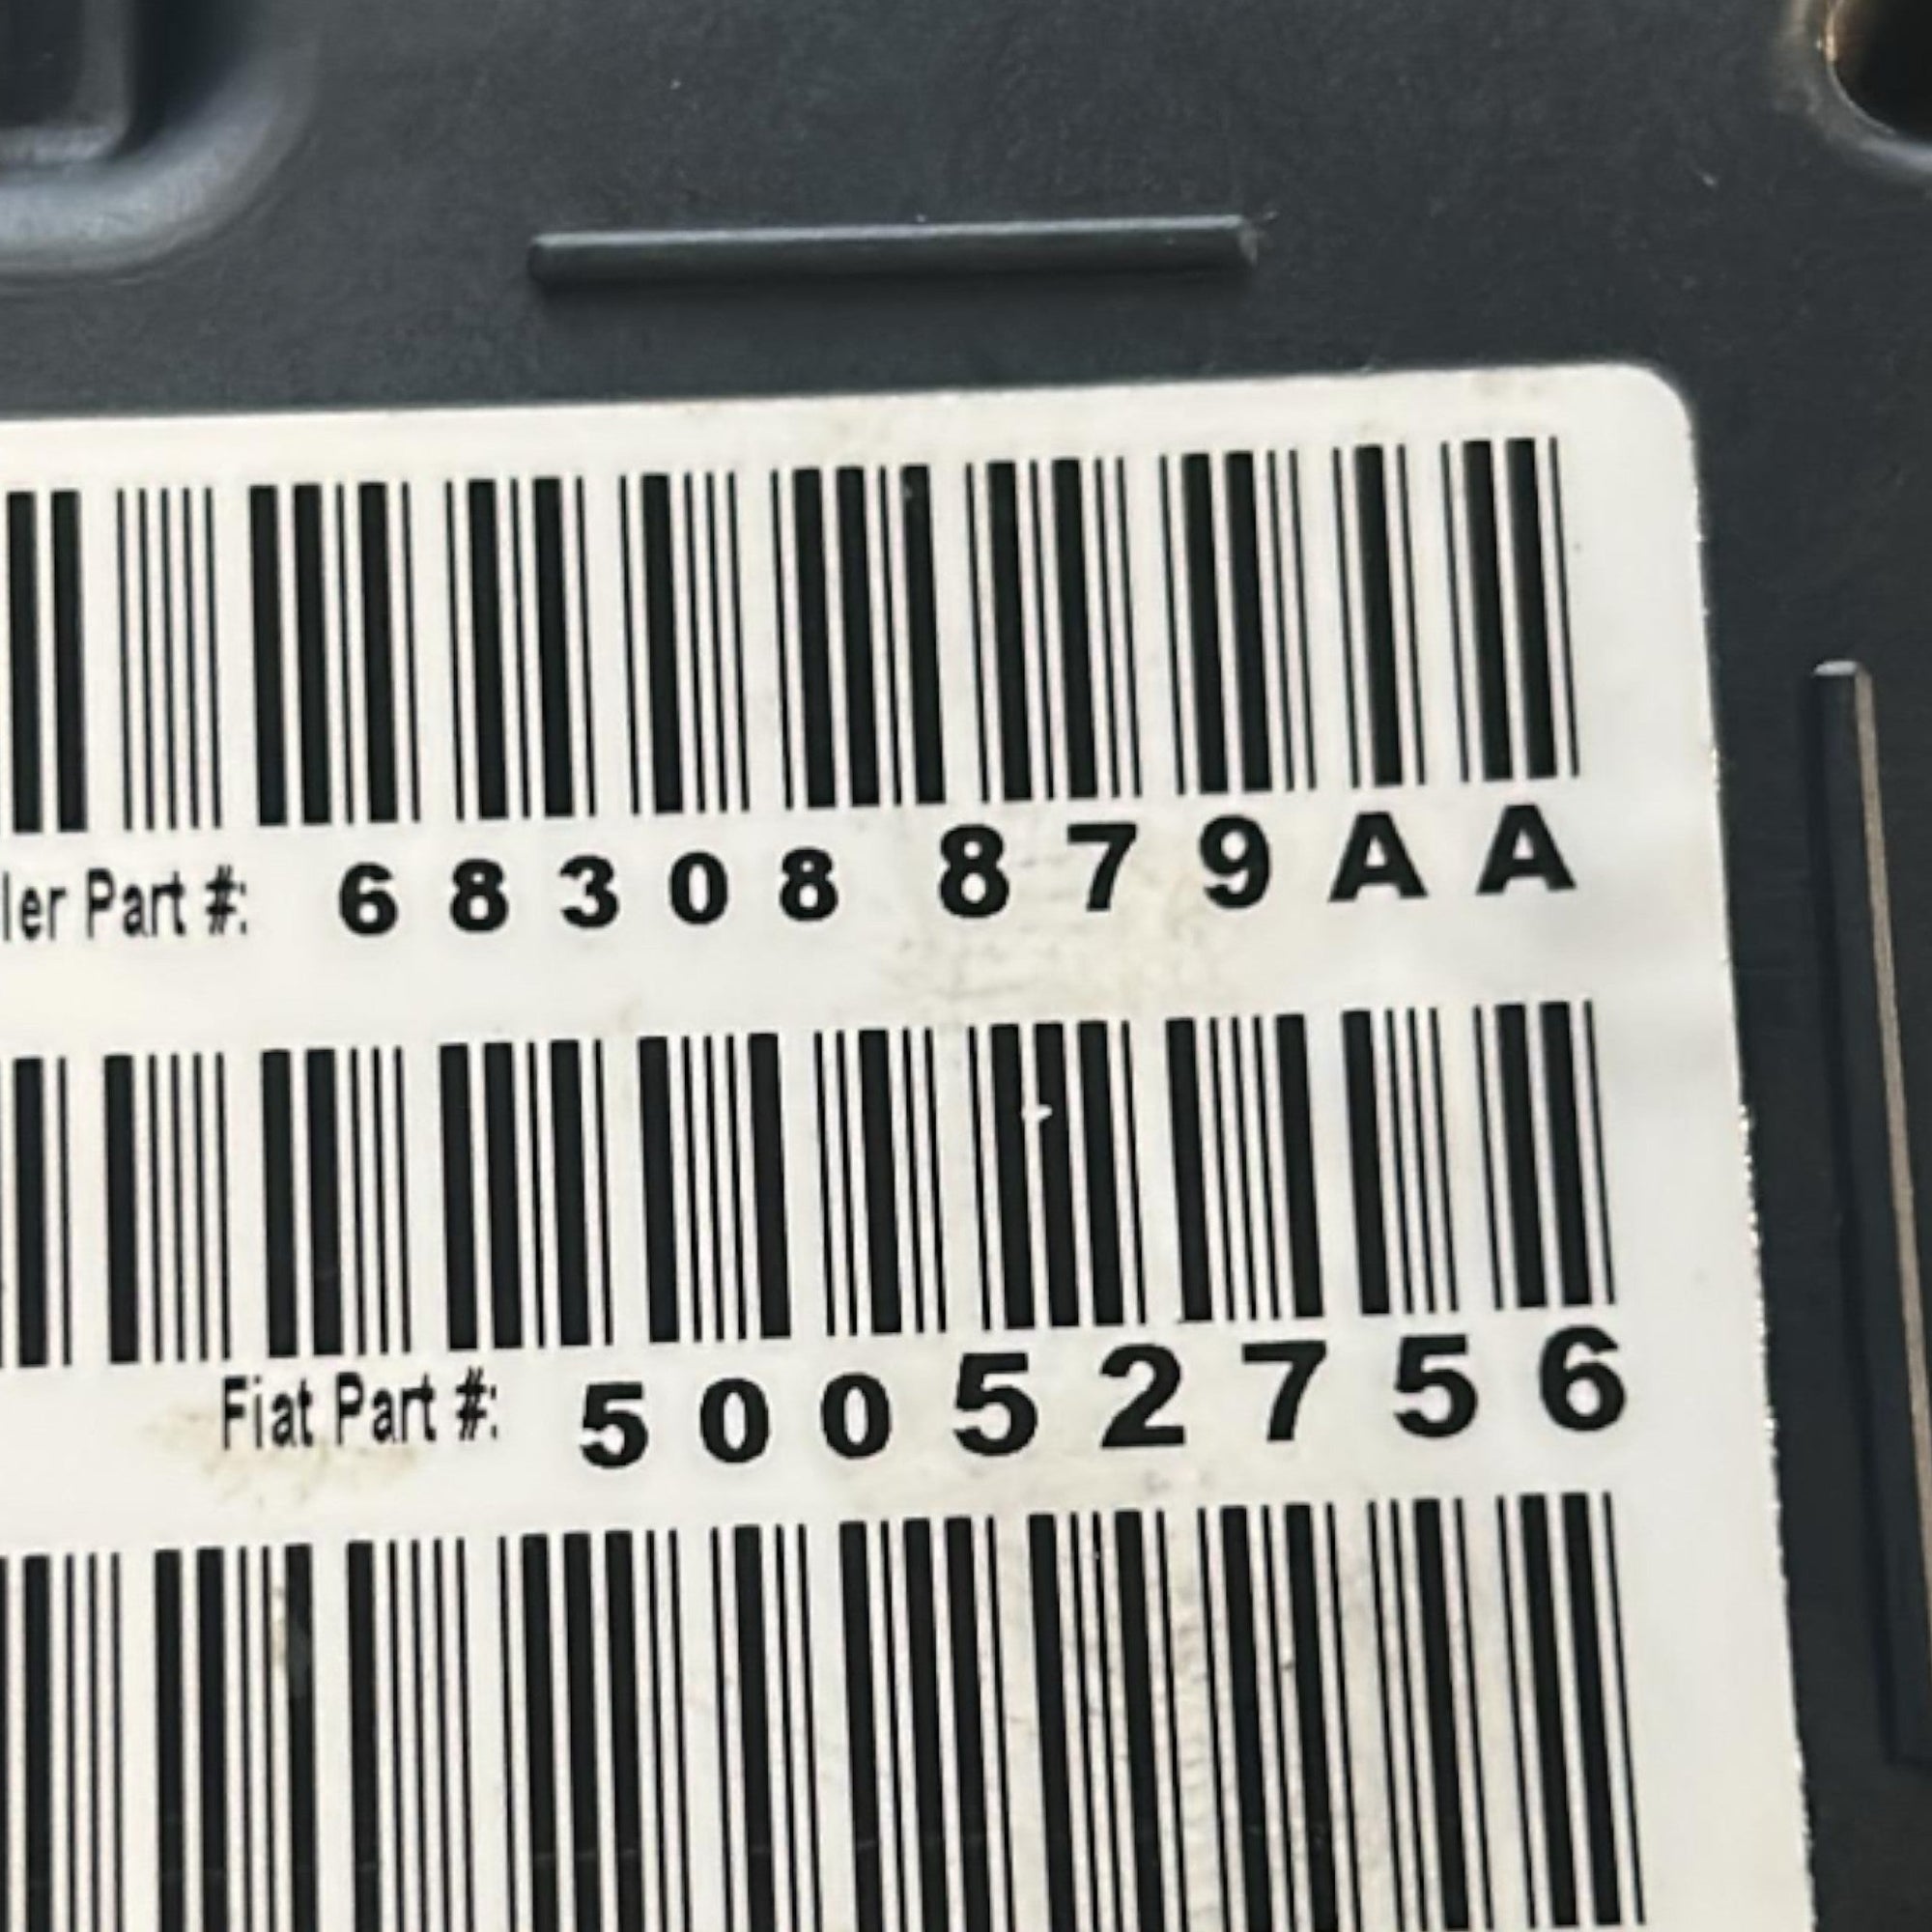 ler Part #: 68308 879AA
Fiat Part #: 50052756